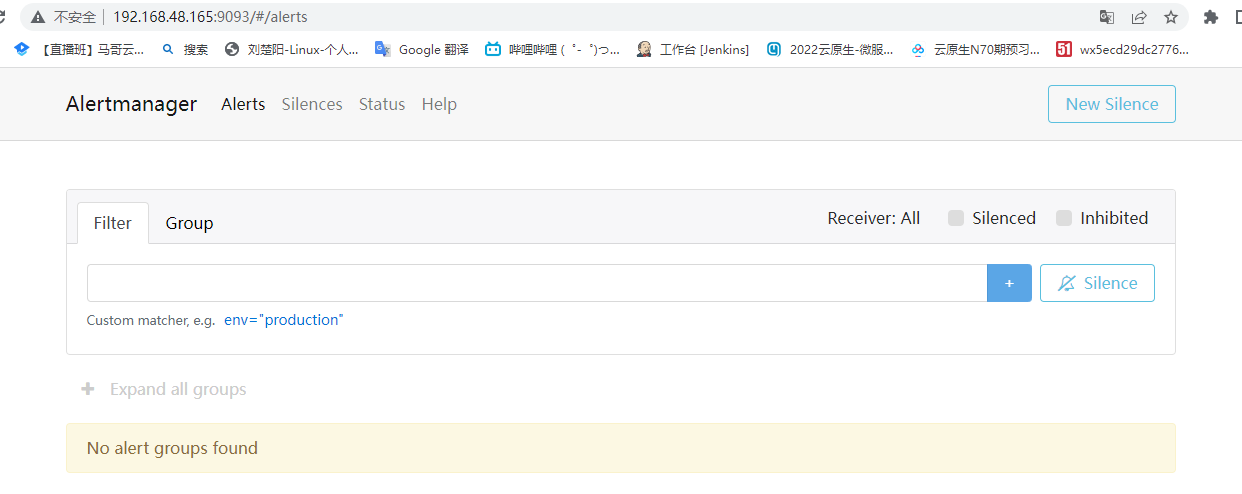 不安全 | 192.168.48.165:9093/#/alerts
【直播班】马哥云... 搜索 刘楚阳-Linux-个人... Google 翻译 哔哩哔哩 ( ゜- ゜)つ... 工作台 [Jenkins] 2022云原生-微服... 云原生N70期预习... 51 wx5ecd29dc2776...
Alertmanager Alerts Silences Status Help New Silence
Filter Group Receiver: All Silenced Inhibited
+ Silence
Custom matcher, e.g. env="production"
+ Expand all groups
No alert groups found